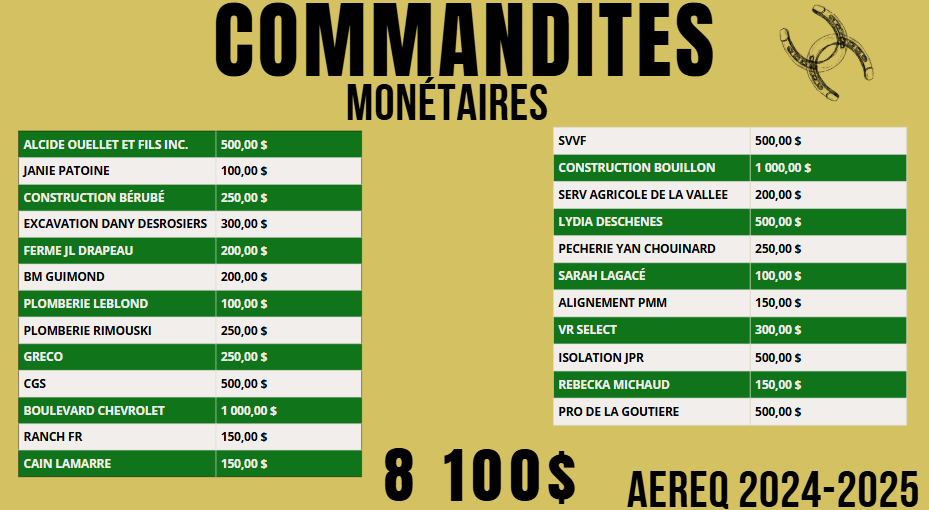 COMMANDITES
MONÉTAIRES
ALCIDE OUELLET ET FILS INC. 500,00 $
JANIE PATOINE 100,00 $
CONSTRUCTION BÉRUBÉ 250,00 $
EXCAVATION DANY DESROSIERS 300,00 $
FERME JL DRAPEAU 200,00 $
BM GUIMOND 200,00 $
PLOMBERIE LEBLOND 100,00 $
PLOMBERIE RIMOUSKI 250,00 $
GRECO 250,00 $
CGS 500,00 $
BOULEVARD CHEVROLET 1 000,00 $
RANCH FR 150,00 $
CAIN LAMARRE 150,00 $
SVVF 500,00 $
CONSTRUCTION BOUILLON 1 000,00 $
SERV AGRICOLE DE LA VALLEE 200,00 $
LYDIA DESCHENES 500,00 $
PECHERIE YAN CHOUINARD 250,00 $
SARAH LAGACÉ 100,00 $
ALIGNEMENT PMM 150,00 $
VR SELECT 300,00 $
ISOLATION JPR 500,00 $
REBECKA MICHAUD 150,00 $
PRO DE LA GOUTIERE 500,00 $
8 100$
AEREQ 2024-2025